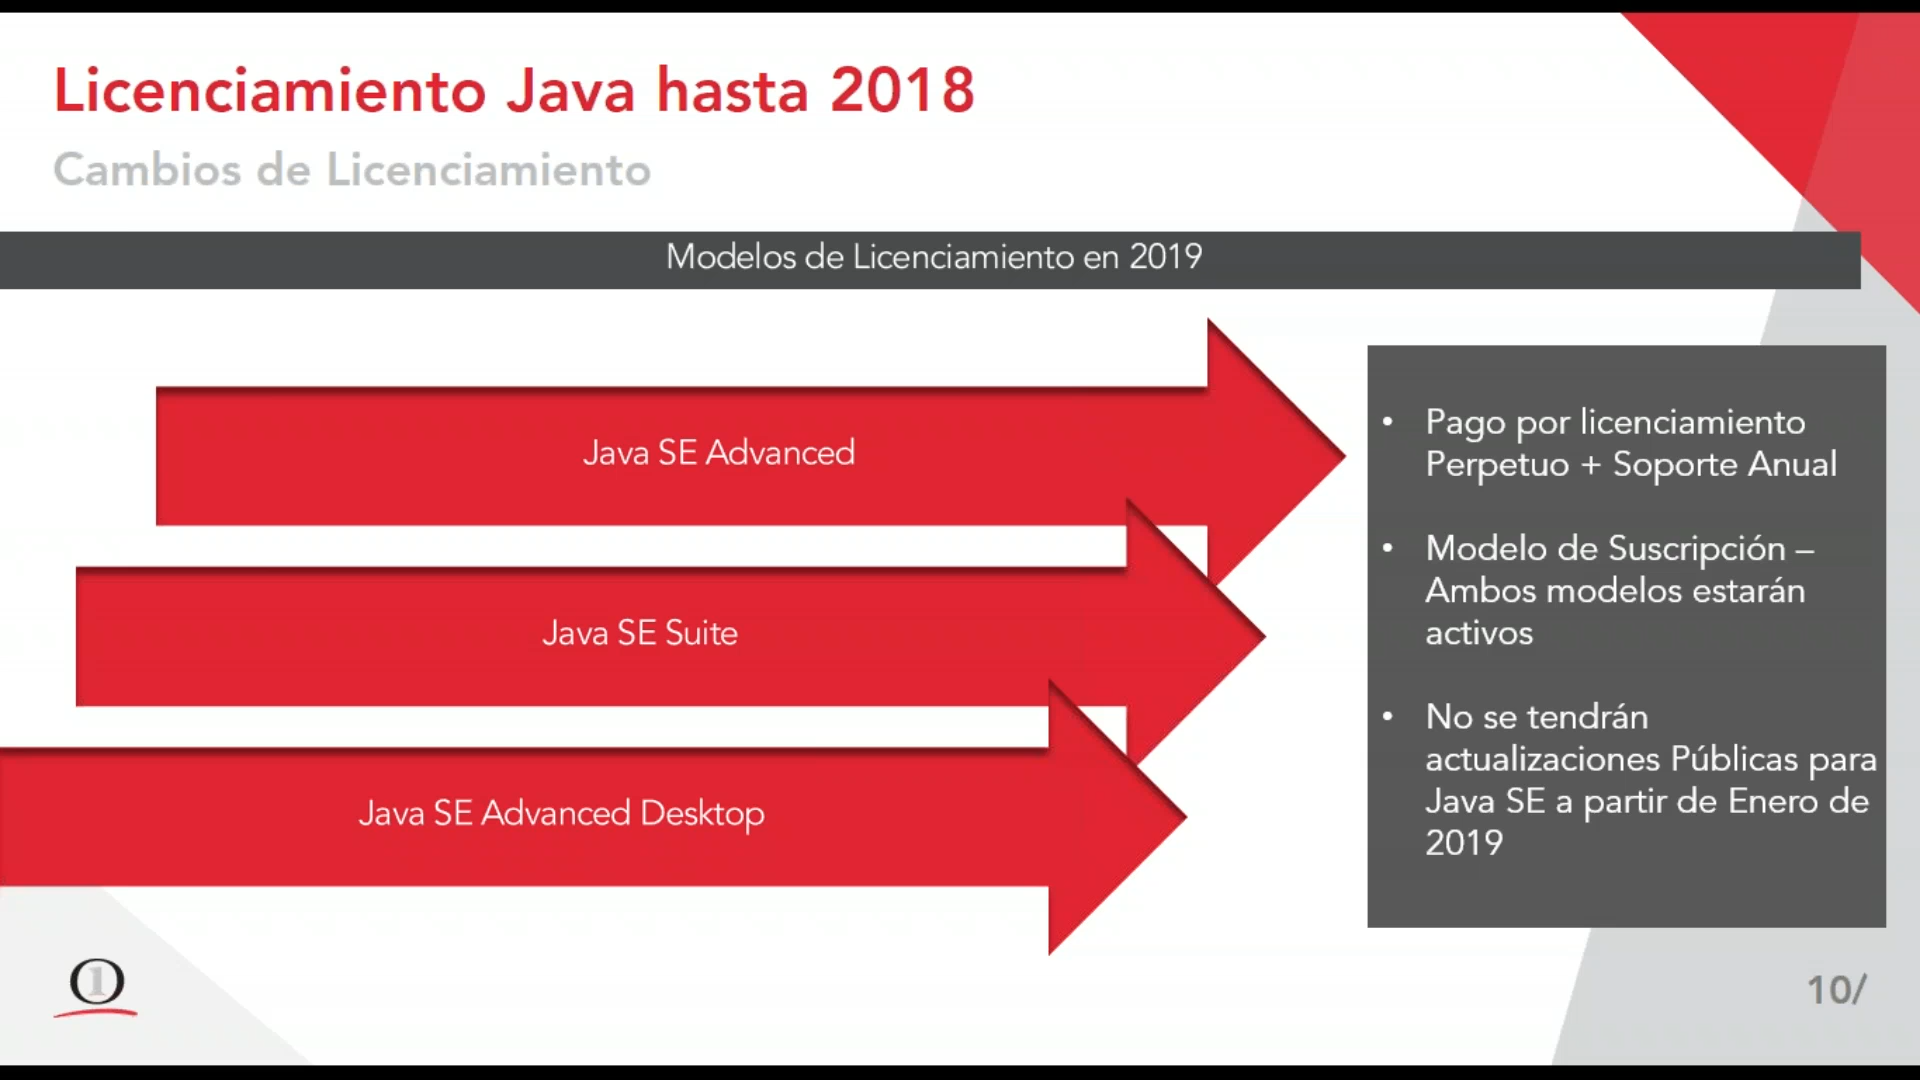 Licenciamiento Java hasta 2018
Cambios de Licenciamiento
Modelos de Licenciamiento en 2019
Java SE Advanced
Java SE Suite
Java SE Advanced Desktop
• Pago por licenciamiento
Perpetuo + Soporte Anual
• Modelo de Suscripción –
Ambos modelos estarán
activos
• No se tendrán
actualizaciones Públicas para
Java SE a partir de Enero de
2019
O1
10/